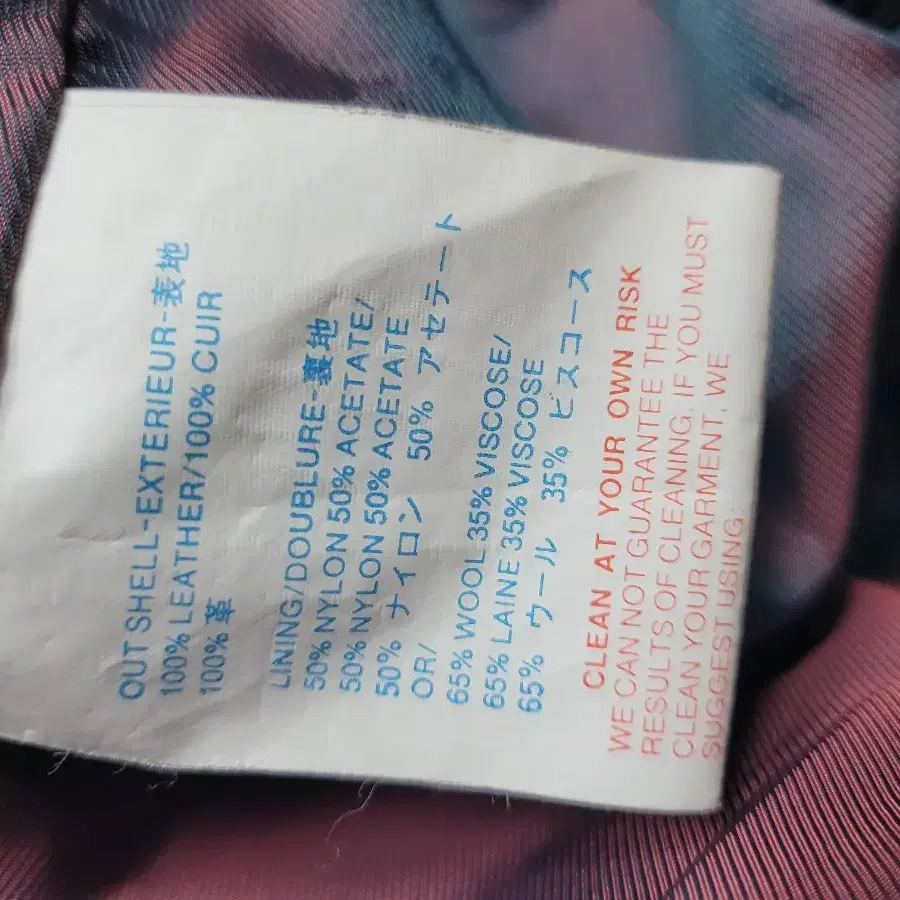 OUT SHELL-EXTERIEUR-表地
100% LEATHER/100% CUIR
100% 革
LINING/DOUBLURE-裏地
50% NYLON 50% ACETATE/
50% NYLON 50% ACETATE
50% ナイロン 50% アセテート
OR/
65% WOOL 35% VISCOSE/
65% LAINE 35% VISCOSE
65% ウール 35% ビスコース
CLEAN AT YOUR OWN RISK
WE CAN NOT GUARANTEE THE
RESULTS OF CLEANING, IF YOU MUST
CLEAN YOUR GARMENT, WE
SUGGEST USING: